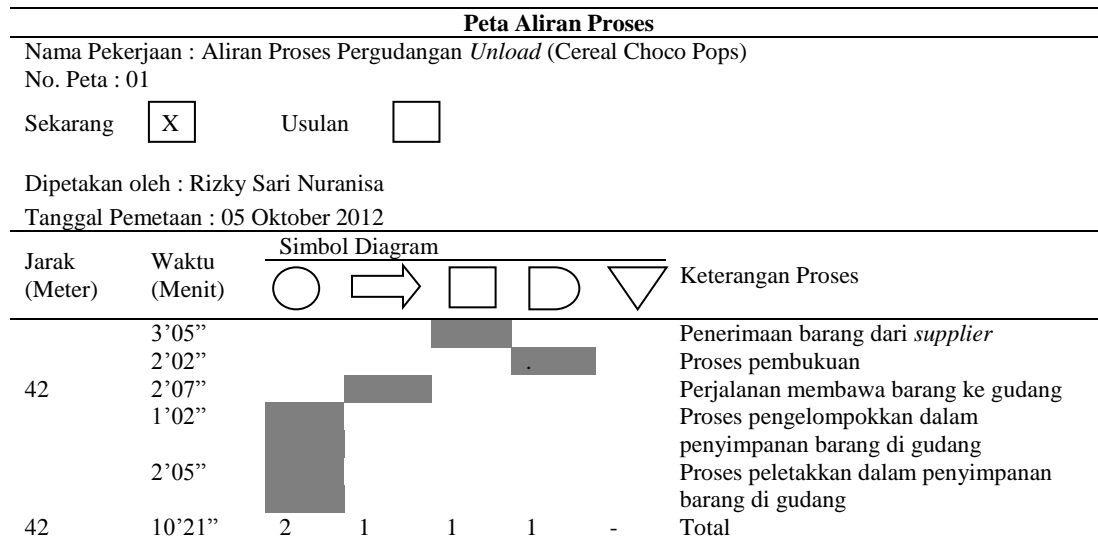 Peta Aliran Proses
Nama Pekerjaan : Aliran Proses Pergudangan Unload (Cereal Choco Pops)
No. Peta : 01
Sekarang X Usulan
Dipetakan oleh : Rizky Sari Nuranisa
Tanggal Pemetaan : 05 Oktober 2012
Jarak (Meter) Waktu (Menit) Simbol Diagram Keterangan Proses
3’05” Penerimaan barang dari supplier
2’02” . Proses pembukuan
42 2’07” Perjalanan membawa barang ke gudang
1’02” Proses pengelompokkan dalam
penyimpanan barang di gudang
2’05” Proses peletakkan dalam penyimpanan
barang di gudang
42 10’21” 2 1 1 1 - Total